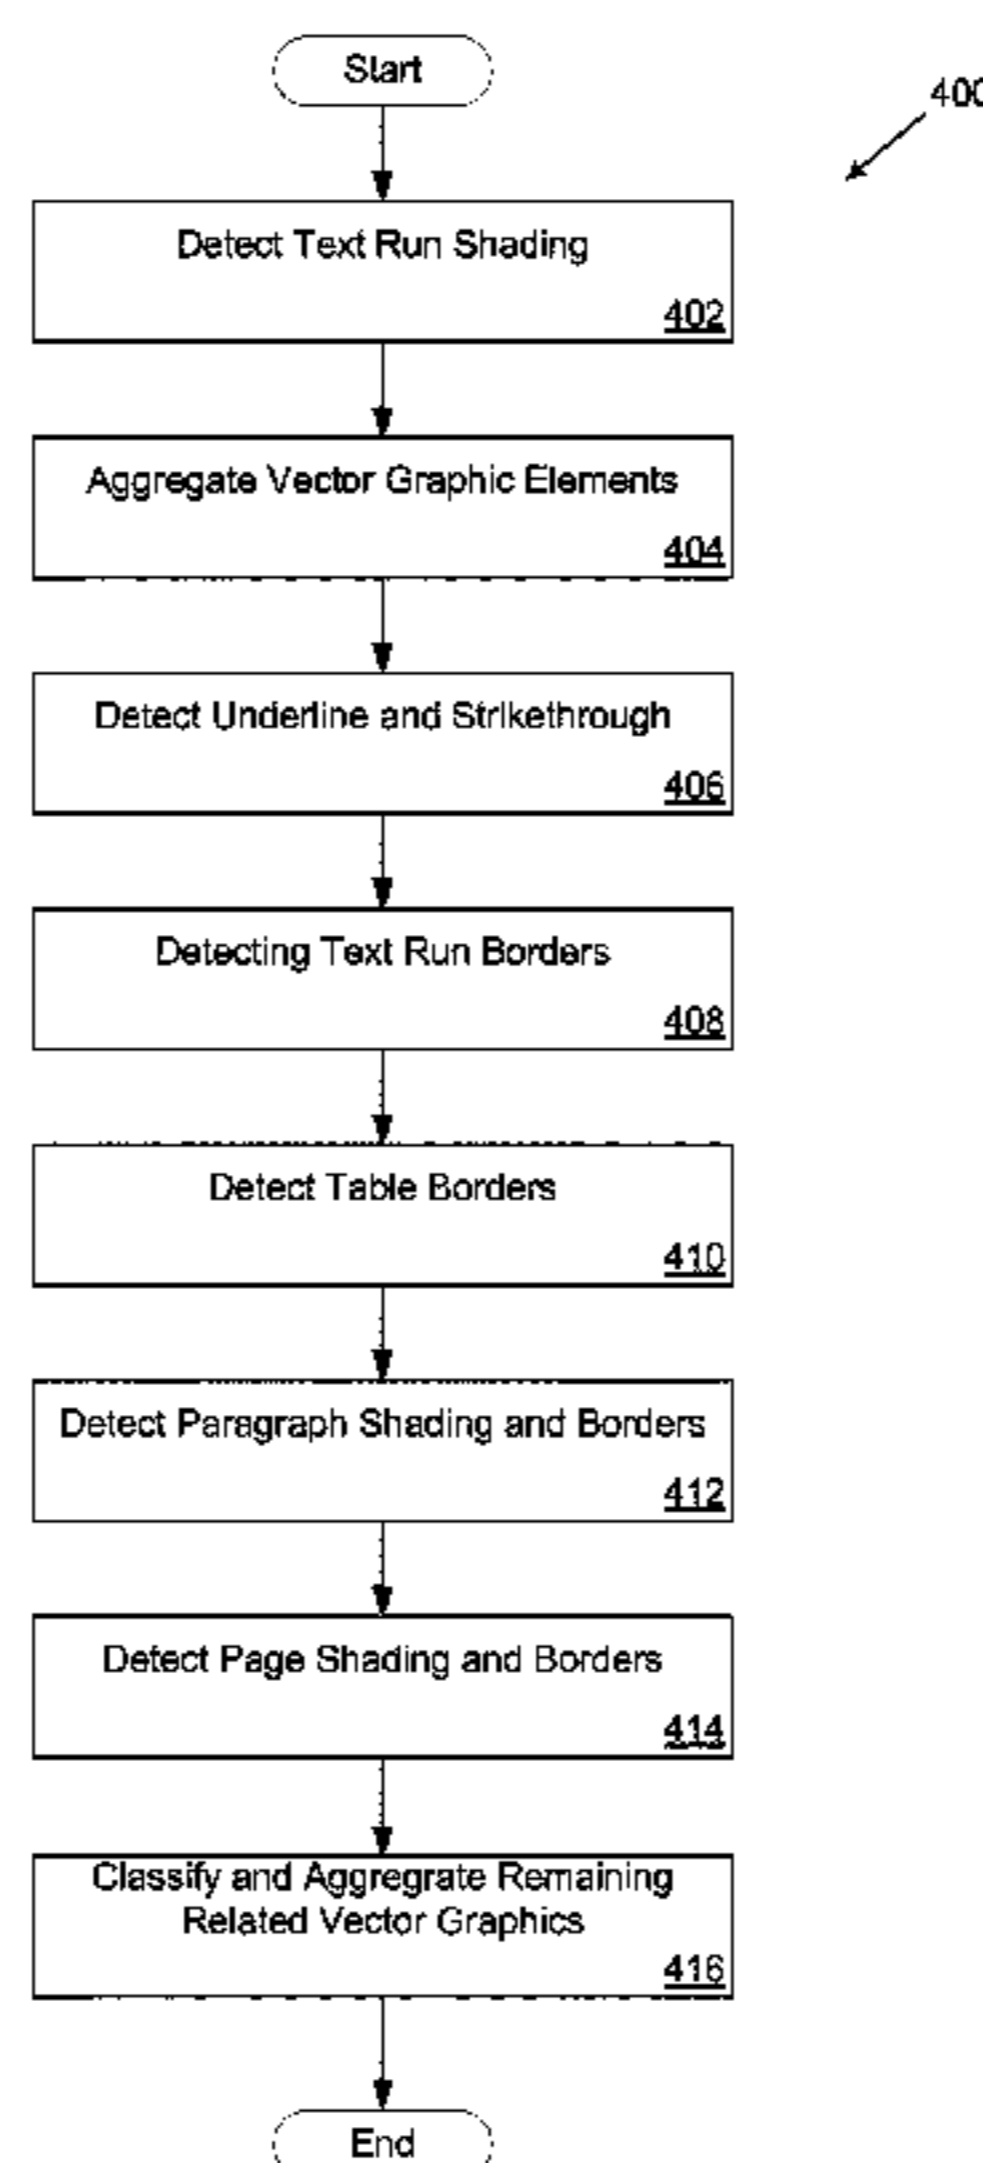 Start
400
Detect Text Run Shading
402
Aggregate Vector Graphic Elements
404
Detect Underline and Strikethrough
406
Detecting Text Run Borders
408
Detect Table Borders
410
Detect Paragraph Shading and Borders
412
Detect Page Shading and Borders
414
Classify and Aggregrate Remaining
Related Vector Graphics
416
End